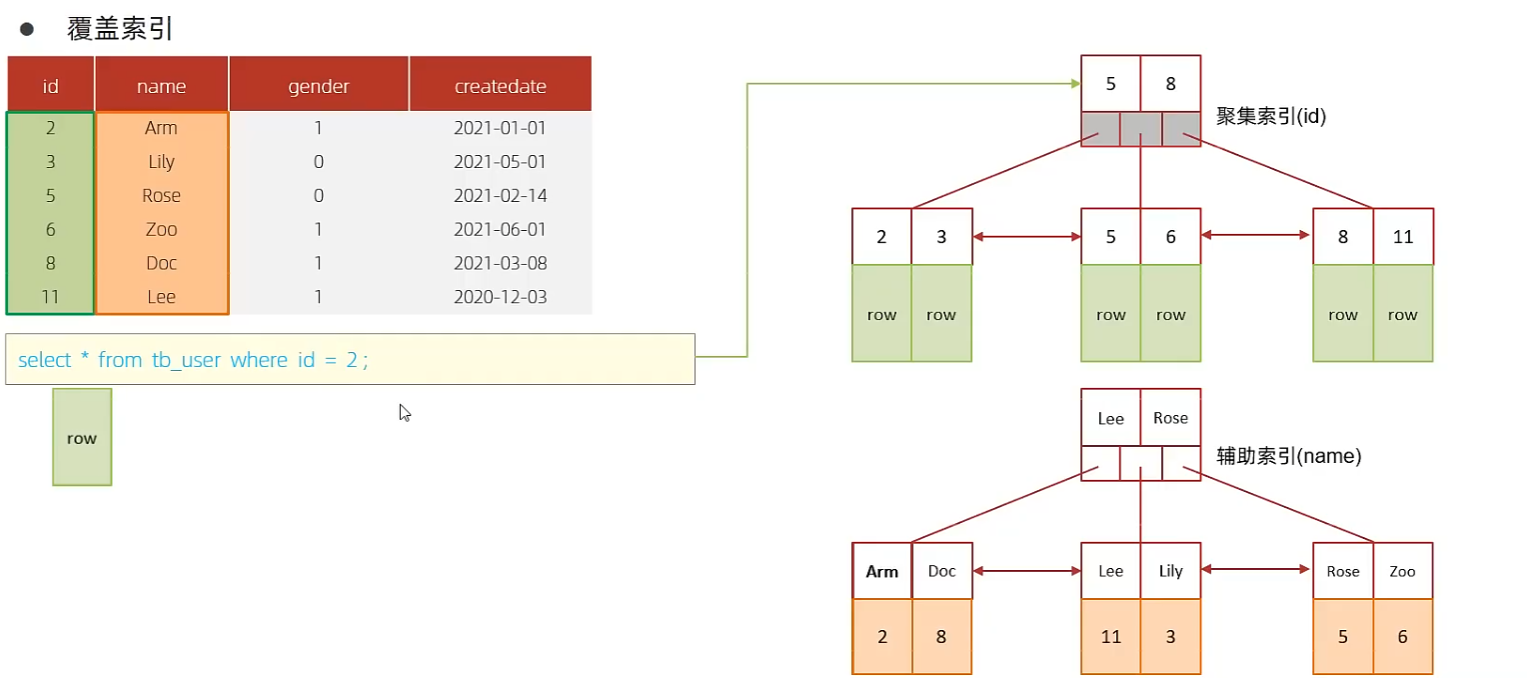 ● 覆盖索引
id name gender createdate
2 Arm 1 2021-01-01
3 Lily 0 2021-05-01
5 Rose 0 2021-02-14
6 Zoo 1 2021-06-01
8 Doc 1 2021-03-08
11 Lee 1 2020-12-03
select * from tb_user where id = 2 ;
row
5 8
聚集索引(id)
2 3 5 6 8 11
row row row row row row
Lee Rose
辅助索引(name)
Arm Doc Lee Lily Rose Zoo
2 8 11 3 5 6